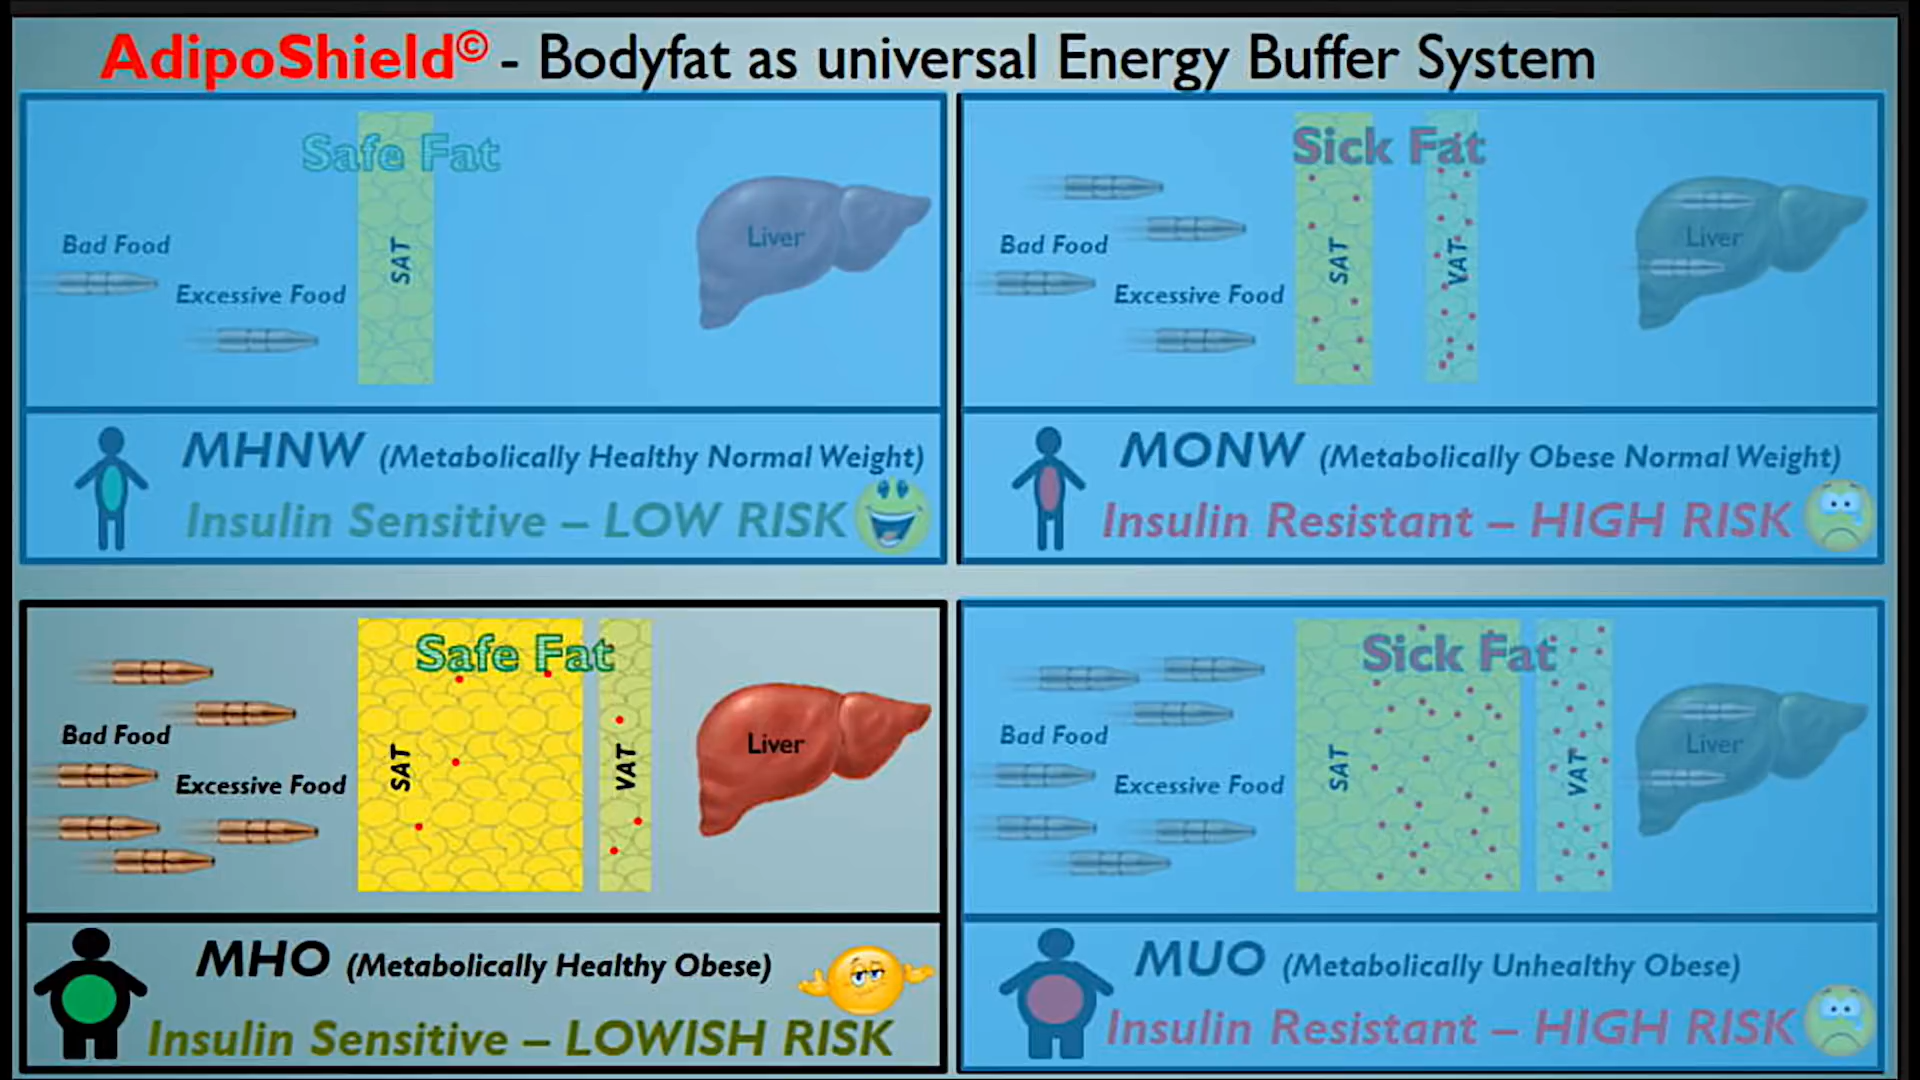 AdipoShield© - Bodyfat as universal Energy Buffer System
Safe Fat
Bad Food
Excessive Food
SAT
Liver
MHNW (Metabolically Healthy Normal Weight)
Insulin Sensitive – LOW RISK
Sick Fat
Bad Food
Excessive Food
SAT
VAT
Liver
MONW (Metabolically Obese Normal Weight)
Insulin Resistant – HIGH RISK
Safe Fat
Bad Food
Excessive Food
SAT
VAT
Liver
MHO (Metabolically Healthy Obese)
Insulin Sensitive – LOWISH RISK
Sick Fat
Bad Food
Excessive Food
SAT
VAT
Liver
MUO (Metabolically Unhealthy Obese)
Insulin Resistant – HIGH RISK